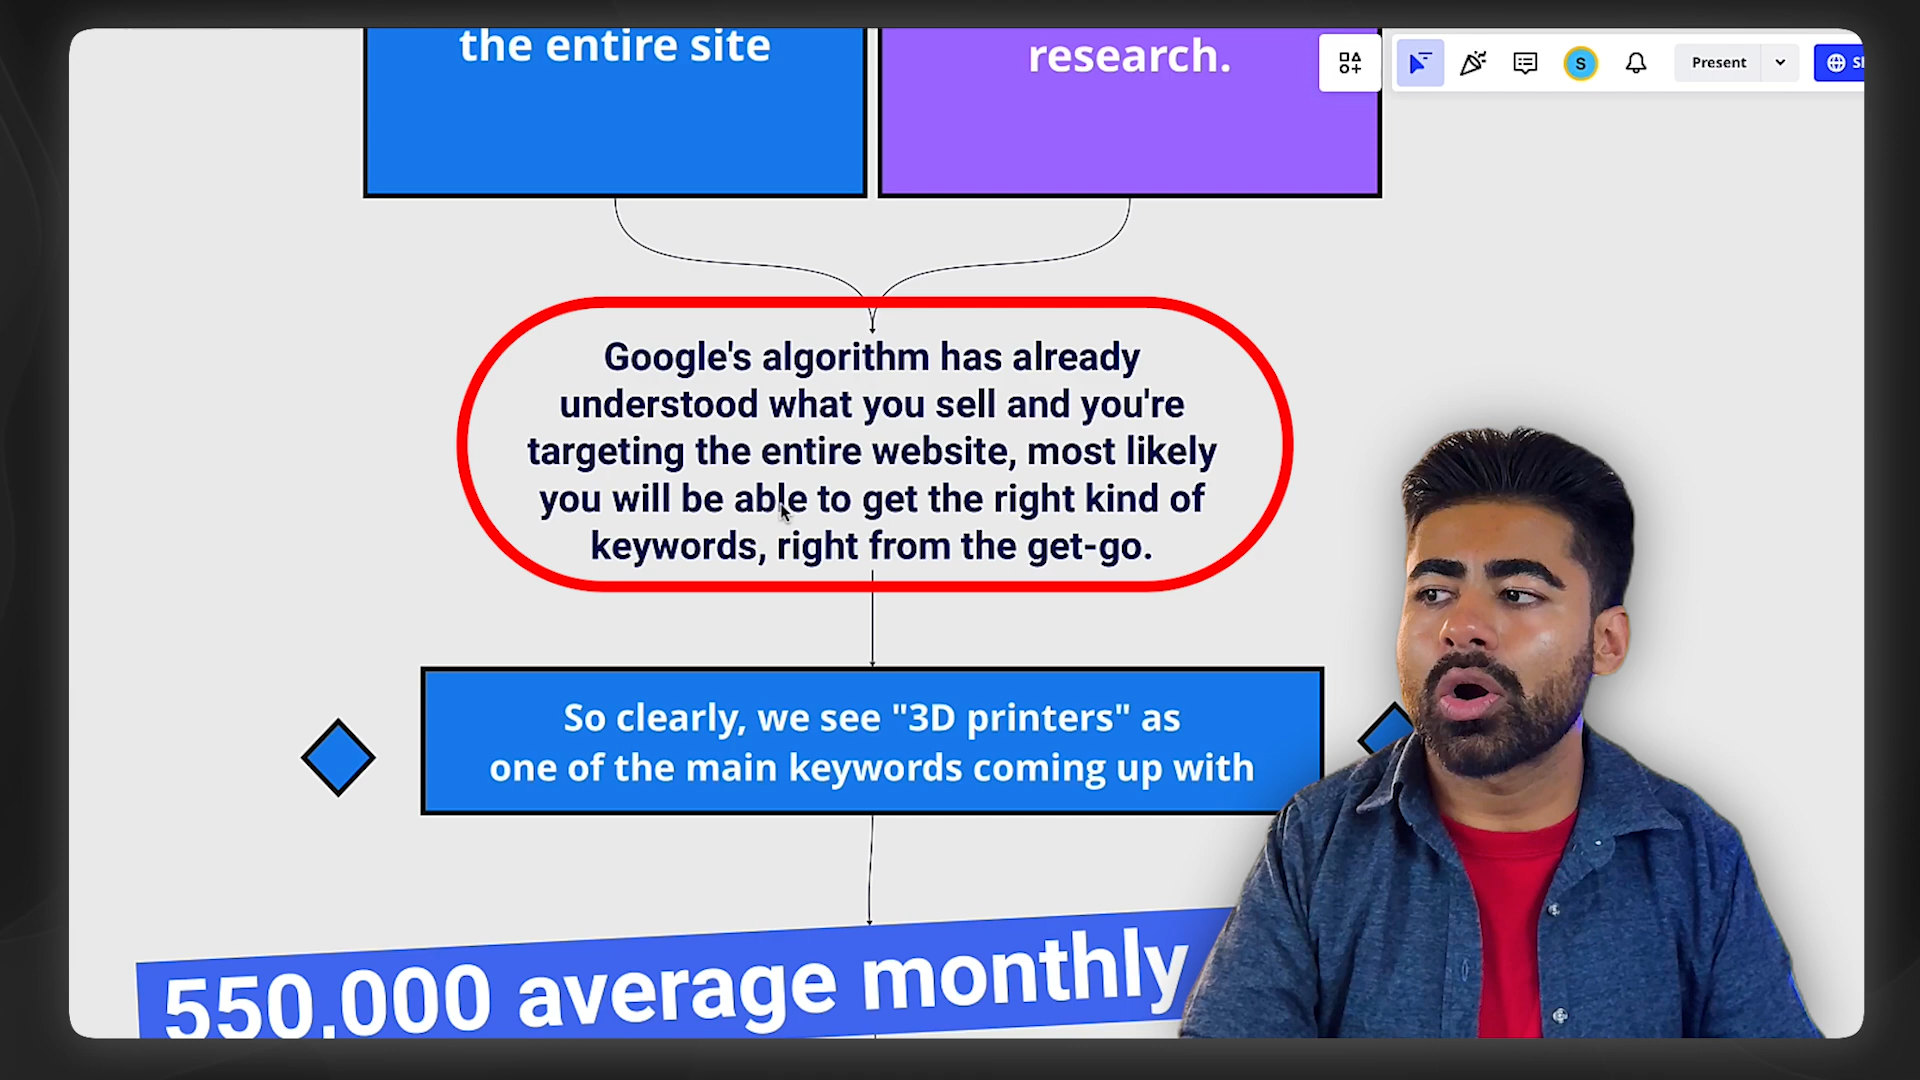 the entire site
research.
S
Present
Google's algorithm has already
understood what you sell and you're
targeting the entire website, most likely
you will be able to get the right kind of
keywords, right from the get-go.
So clearly, we see "3D printers" as
one of the main keywords coming up with
550,000 average monthly